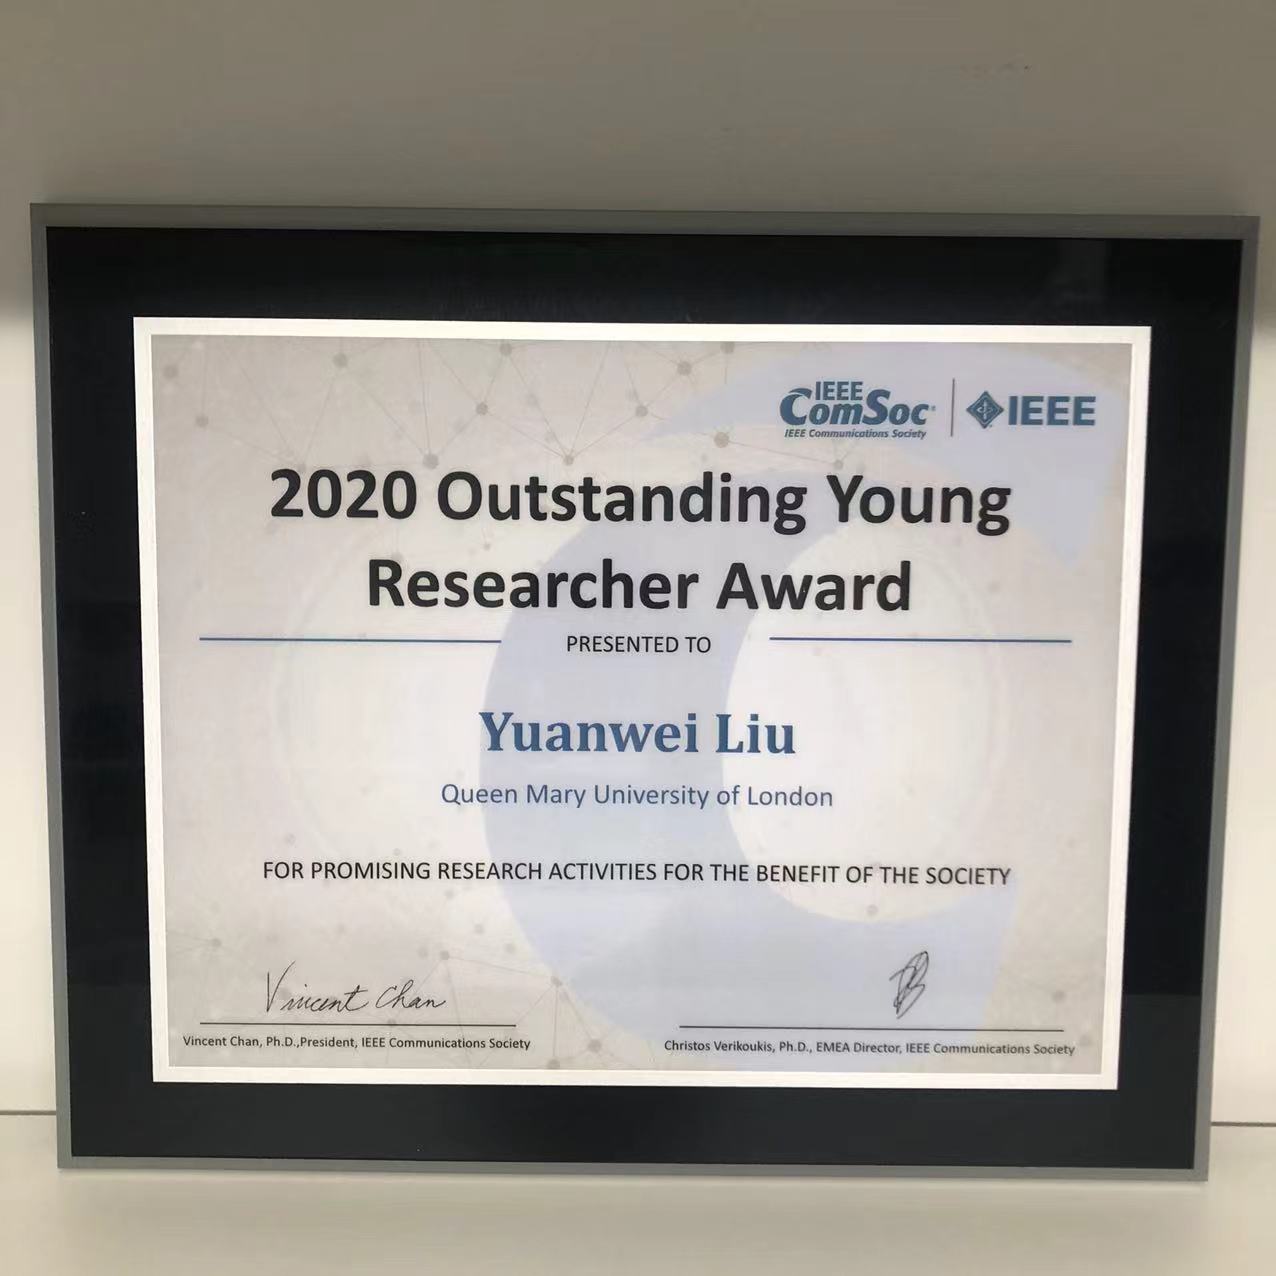 IEEE
ComSoc
IEEE Communications Society
IEEE
2020 Outstanding Young
Researcher Award
PRESENTED TO
Yuanwei Liu
Queen Mary University of London
FOR PROMISING RESEARCH ACTIVITIES FOR THE BENEFIT OF THE SOCIETY
Vincent Chan
Vincent Chan, Ph.D.,President, IEEE Communications Society
Christos Verikoukis, Ph.D., EMEA Director, IEEE Communications Society